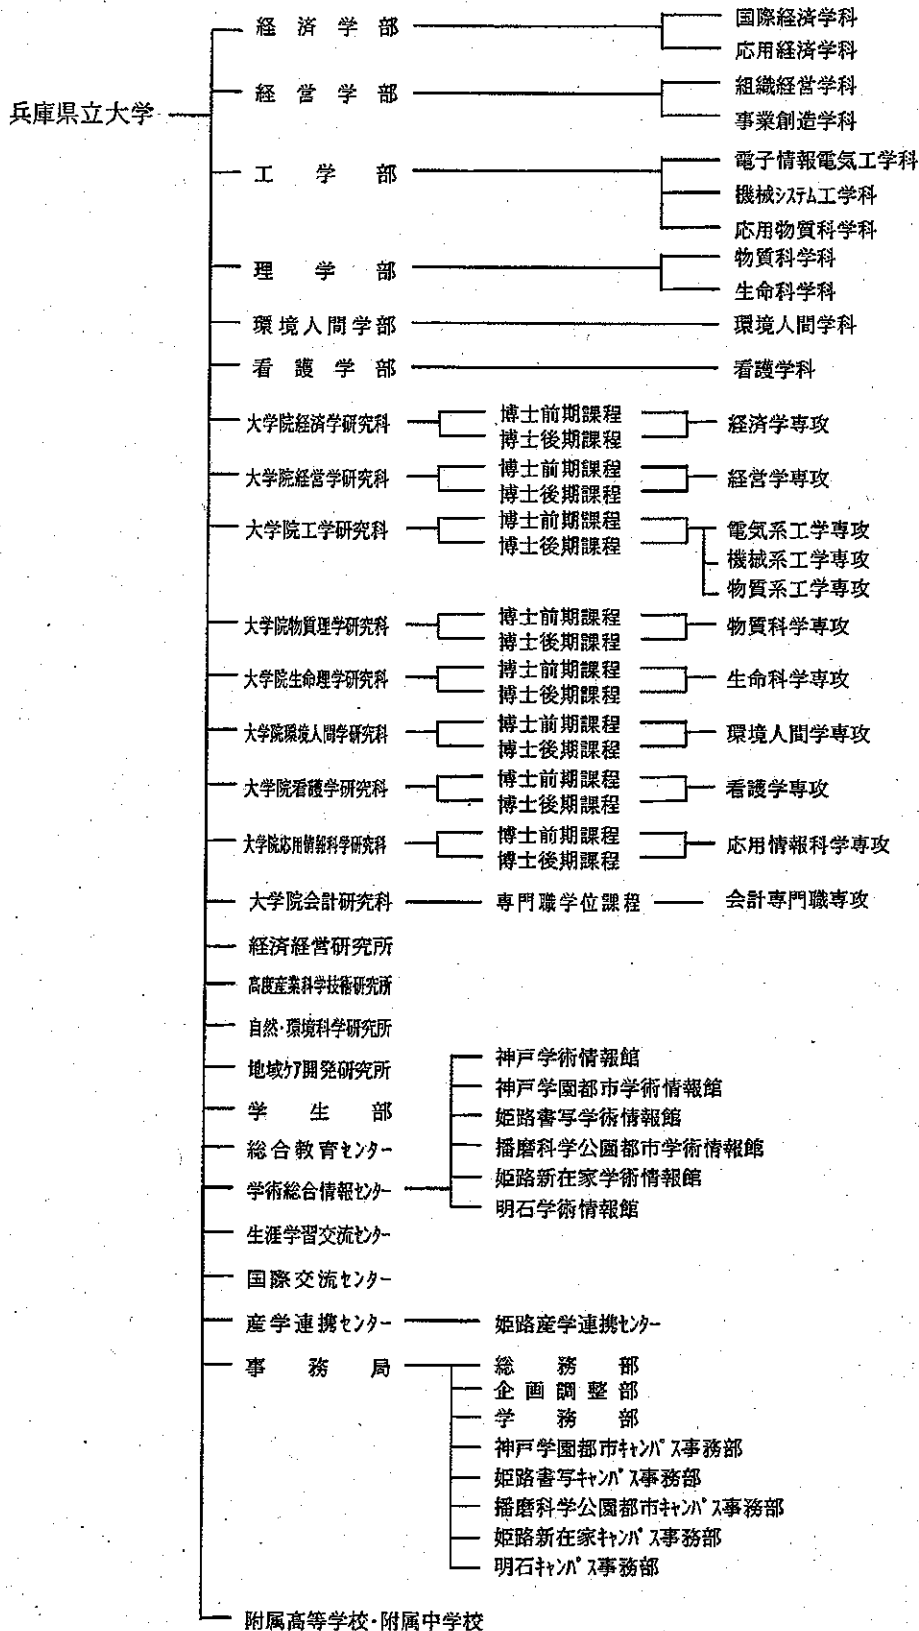 兵庫県立大学
経済学部
国際経済学科
応用経済学科
経営学部
組織経営学科
事業創造学科
工学部
電子情報電気工学科
機械システム工学科
応用物質科学科
理学部
物質科学科
生命科学科
環境人間学部
環境人間学科
看護学部
看護学科
大学院経済学研究科
博士前期課程
博士後期課程
経済学専攻
大学院経営学研究科
博士前期課程
博士後期課程
経営学専攻
大学院工学研究科
博士前期課程
博士後期課程
電気系工学専攻
機械系工学専攻
物質系工学専攻
大学院物質理学研究科
博士前期課程
博士後期課程
物質科学専攻
大学院生命理学研究科
博士前期課程
博士後期課程
生命科学専攻
大学院環境人間学研究科
博士前期課程
博士後期課程
環境人間学専攻
大学院看護学研究科
博士前期課程
博士後期課程
看護学専攻
大学院応用情報科学研究科
博士前期課程
博士後期課程
応用情報科学専攻
大学院会計研究科
専門職学位課程
会計専門職専攻
経済経営研究所
高度産業科学技術研究所
自然・環境科学研究所
地域ケア開発研究所
学生部
総合教育センター
学術総合情報センター
神戸学術情報館
神戸学園都市学術情報館
姫路書写学術情報館
播磨科学公園都市学術情報館
姫路新在家学術情報館
明石学術情報館
生涯学習交流センター
国際交流センター
産学連携センター
姫路産学連携センター
事務局
総務部
企画調整部
学務部
神戸学園都市キャンパス事務部
姫路書写キャンパス事務部
播磨科学公園都市キャンパス事務部
姫路新在家キャンパス事務部
明石キャンパス事務部
附属高等学校・附属中学校